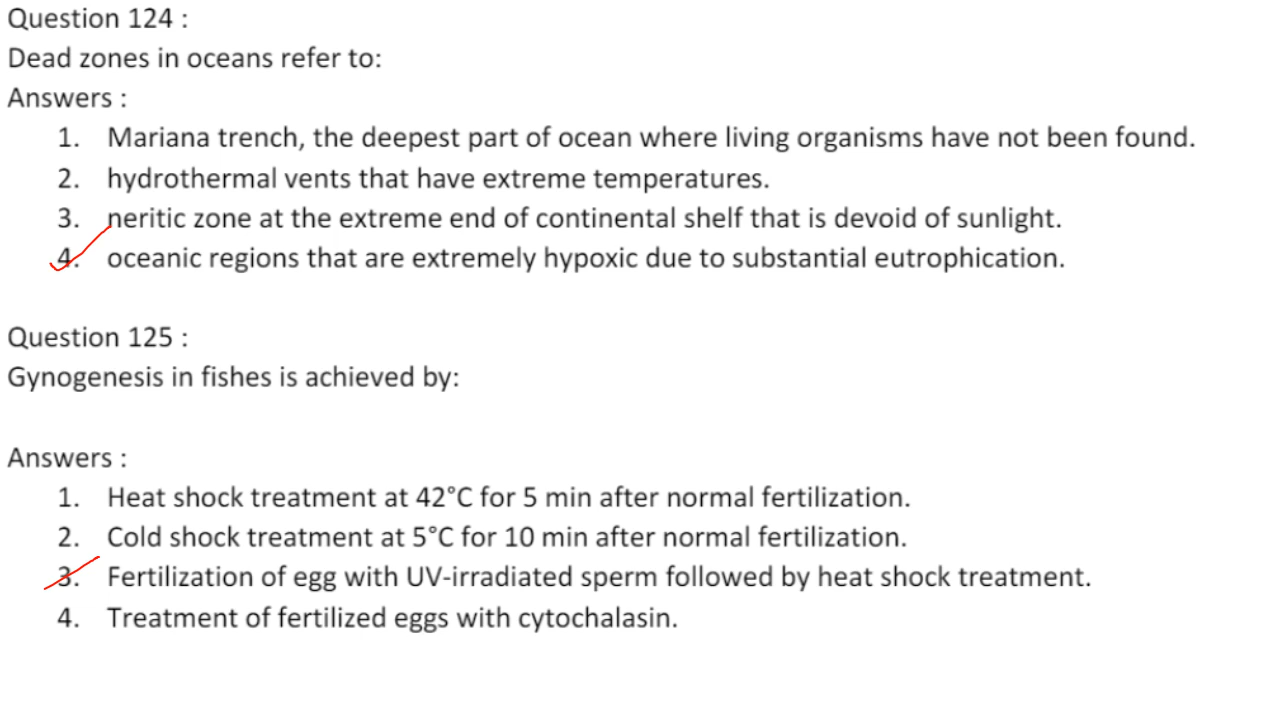 Question 124 :
Dead zones in oceans refer to:
Answers :
1. Mariana trench, the deepest part of ocean where living organisms have not been found.
2. hydrothermal vents that have extreme temperatures.
3. neritic zone at the extreme end of continental shelf that is devoid of sunlight.
4. oceanic regions that are extremely hypoxic due to substantial eutrophication.
Question 125 :
Gynogenesis in fishes is achieved by:
Answers :
1. Heat shock treatment at 42°C for 5 min after normal fertilization.
2. Cold shock treatment at 5°C for 10 min after normal fertilization.
3. Fertilization of egg with UV-irradiated sperm followed by heat shock treatment.
4. Treatment of fertilized eggs with cytochalasin.